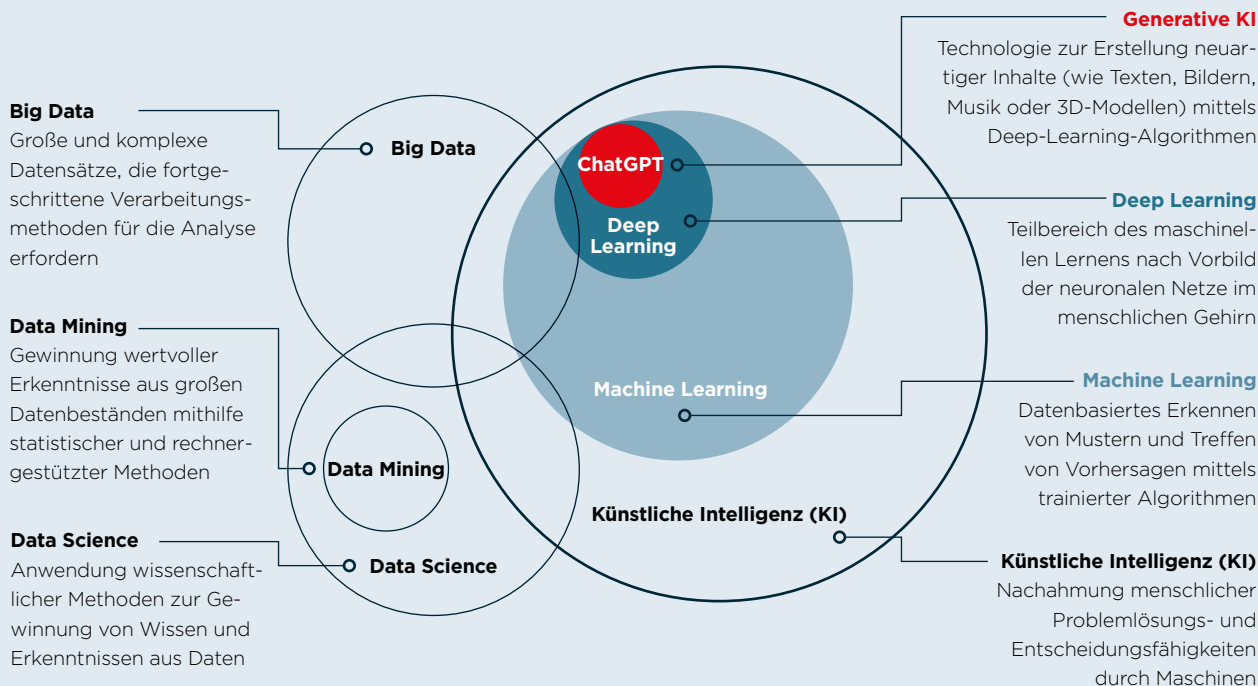 Big Data
Große und komplexe
Datensätze, die fortge-
schrittene Verarbeitungs-
methoden für die Analyse
erfordern
Data Mining
Gewinnung wertvoller
Erkenntnisse aus großen
Datenbeständen mithilfe
statistischer und rechner-
gestützter Methoden
Data Science
Anwendung wissenschaft-
licher Methoden zur Ge-
winnung von Wissen und
Erkenntnissen aus Daten
Big Data
Data Mining
Data Science
ChatGPT
Deep
Learning
Machine Learning
Künstliche Intelligenz (KI)
Generative KI
Technologie zur Erstellung neuar-
tiger Inhalte (wie Texten, Bildern,
Musik oder 3D-Modellen) mittels
Deep-Learning-Algorithmen
Deep Learning
Teilbereich des maschinel-
len Lernens nach Vorbild
der neuronalen Netze im
menschlichen Gehirn
Machine Learning
Datenbasiertes Erkennen
von Mustern und Treffen
von Vorhersagen mittels
trainierter Algorithmen
Künstliche Intelligenz (KI)
Nachahmung menschlicher
Problemlösungs- und
Entscheidungsfähigkeiten
durch Maschinen